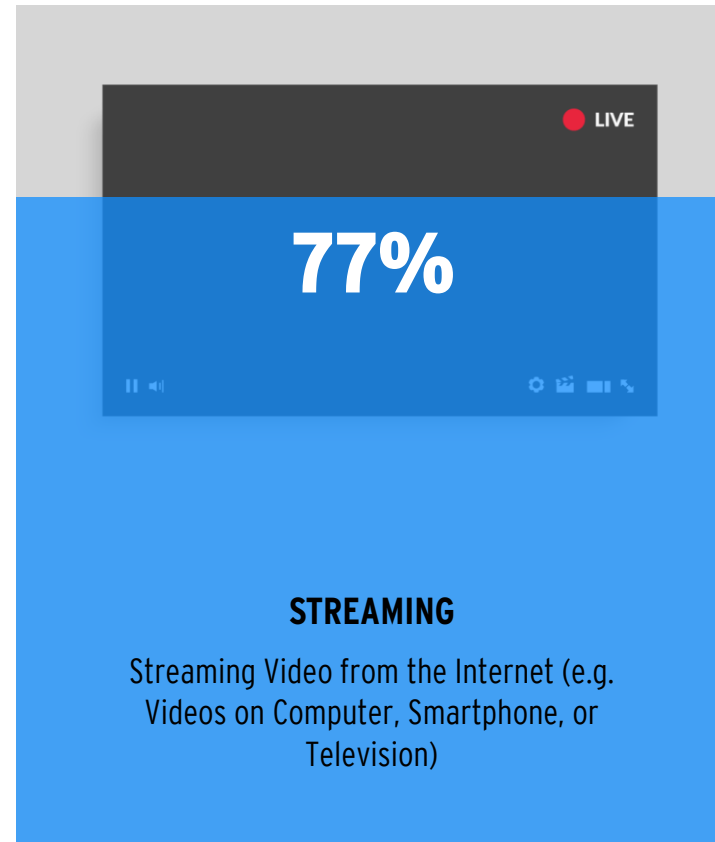 LIVE
77%
STREAMING
Streaming Video from the Internet (e.g.
Videos on Computer, Smartphone, or
Television)